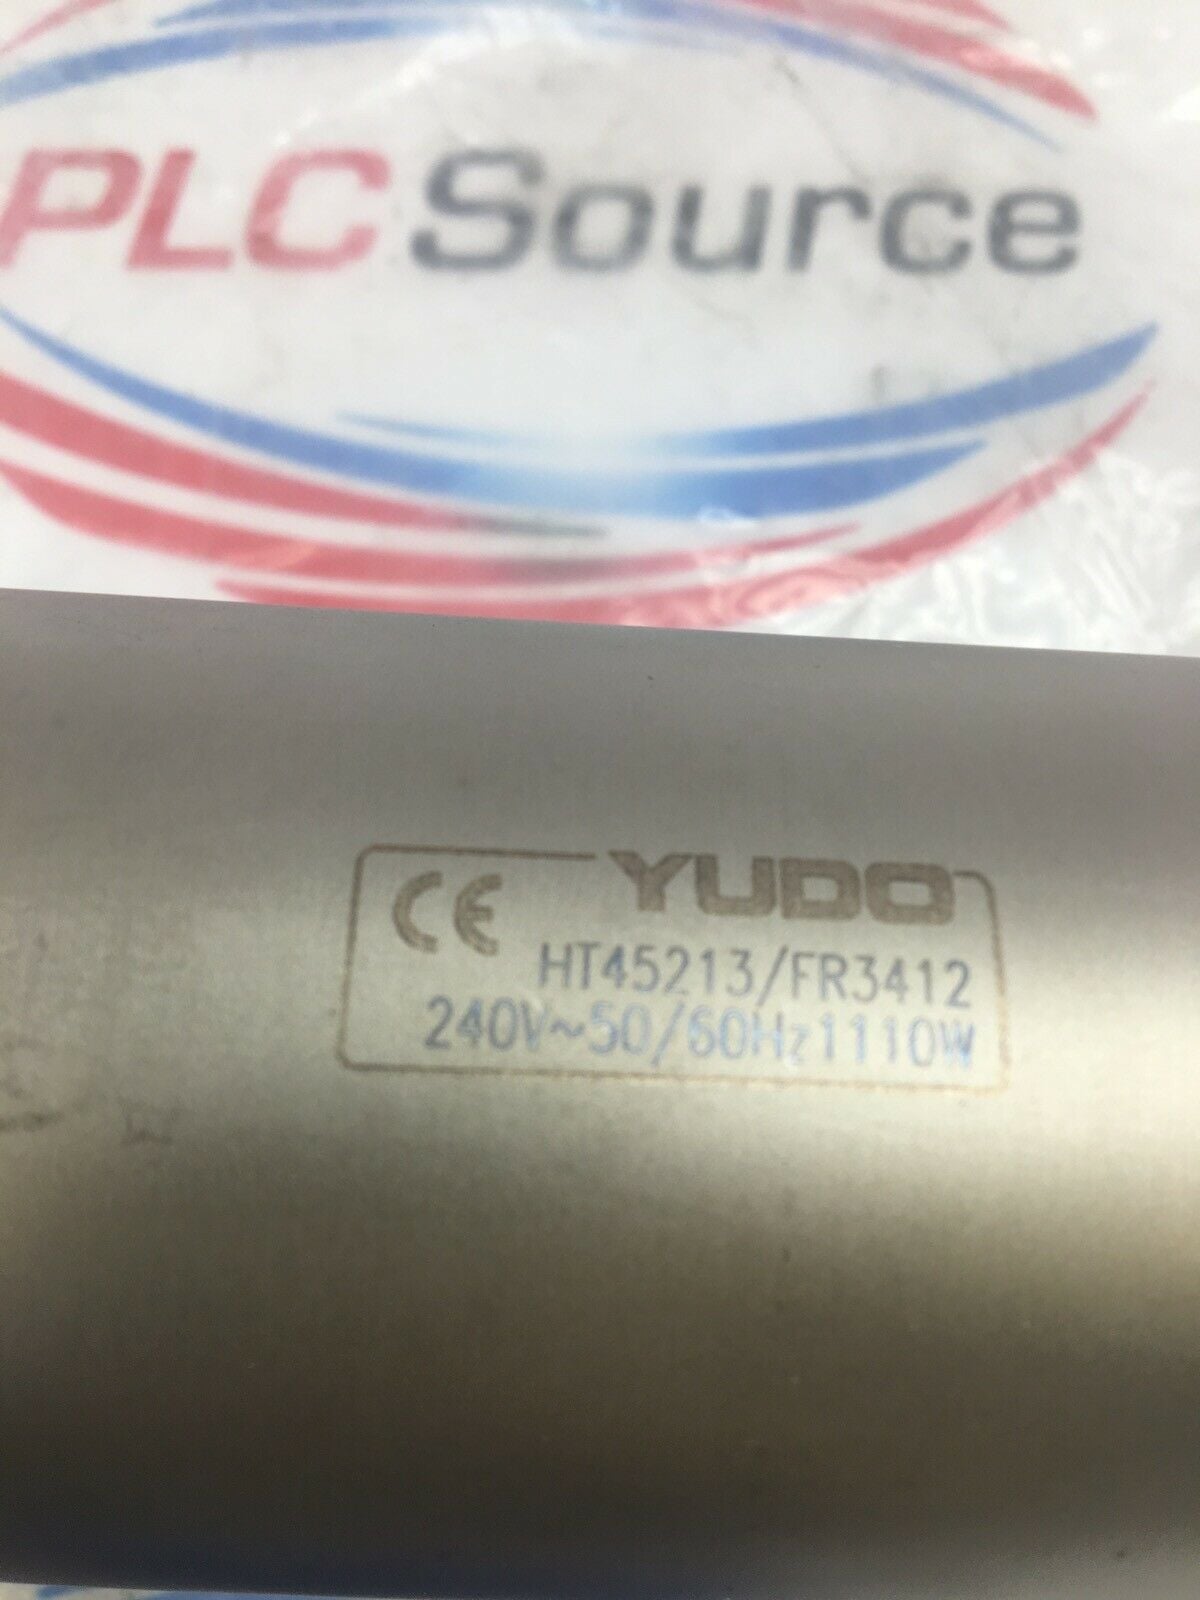 PLC Source
CE YUDO
HT45213/FR3412
240V~50/60Hz 1110W